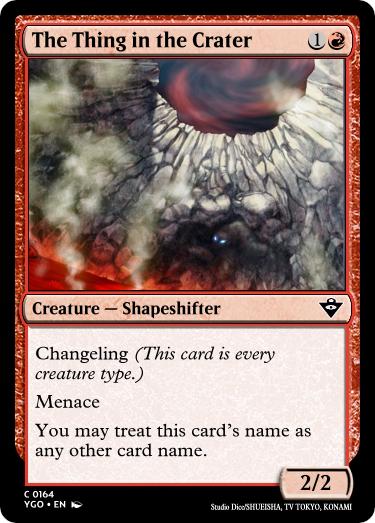 The Thing in the Crater 1
Creature — Shapeshifter
Changeling (This card is every
creature type.)
Menace
You may treat this card's name as
any other card name.
2/2
C 0164
YGO • EN
Studio Dice/SHUEISHA, TV TOKYO, KONAMI